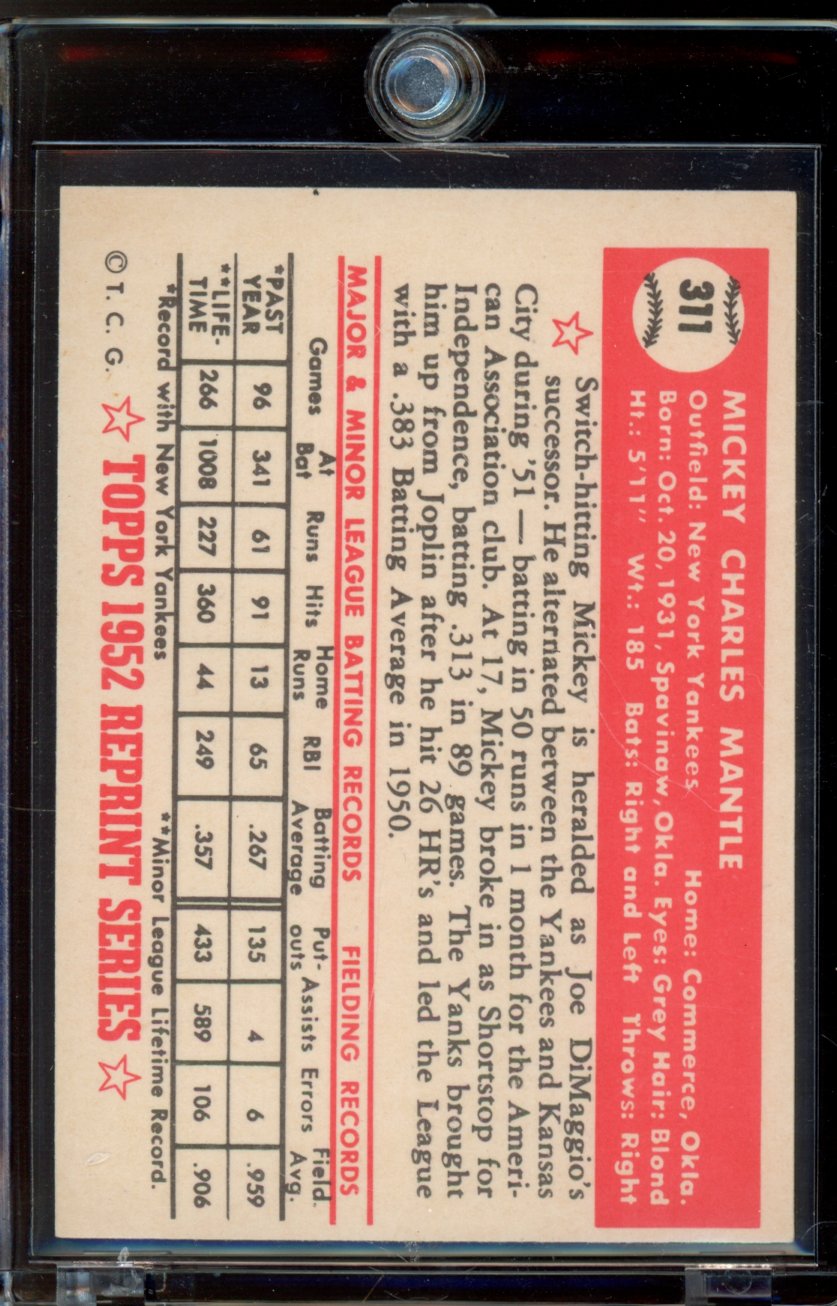 311
MICKEY CHARLES MANTLE
Outfield: New York Yankees Home: Commerce, Okla.
Born: Oct. 20, 1931, Spavinaw, Okla. Eyes: Grey Hair: Blond
Ht.: 5'11" Wt.: 185 Bats: Right and Left Throws: Right
Switch-hitting Mickey is heralded as Joe DiMaggio's
successor. He alternated between the Yankees and Kansas
City during '51 — batting in 50 runs in 1 month for the Ameri-
can Association club. At 17, Mickey broke in as Shortstop for
Independence, batting .313 in 89 games. The Yanks brought
him up from Joplin after he hit 26 HR's and led the League
with a .383 Batting Average in 1950.
MAJOR & MINOR LEAGUE BATTING RECORDS FIELDING RECORDS
Games At Bat Runs Hits Home Runs RBI Batting Average Put-outs Assists Errors Field. Avg.
*PAST YEAR 96 341 61 91 13 65 .267 135 4 6 .959
**LIFE-TIME 266 1008 227 360 44 249 .357 433 589 106 .906
*Record with New York Yankees **Minor League Lifetime Record.
© T. C. G. ☆ TOPPS 1952 REPRINT SERIES ☆